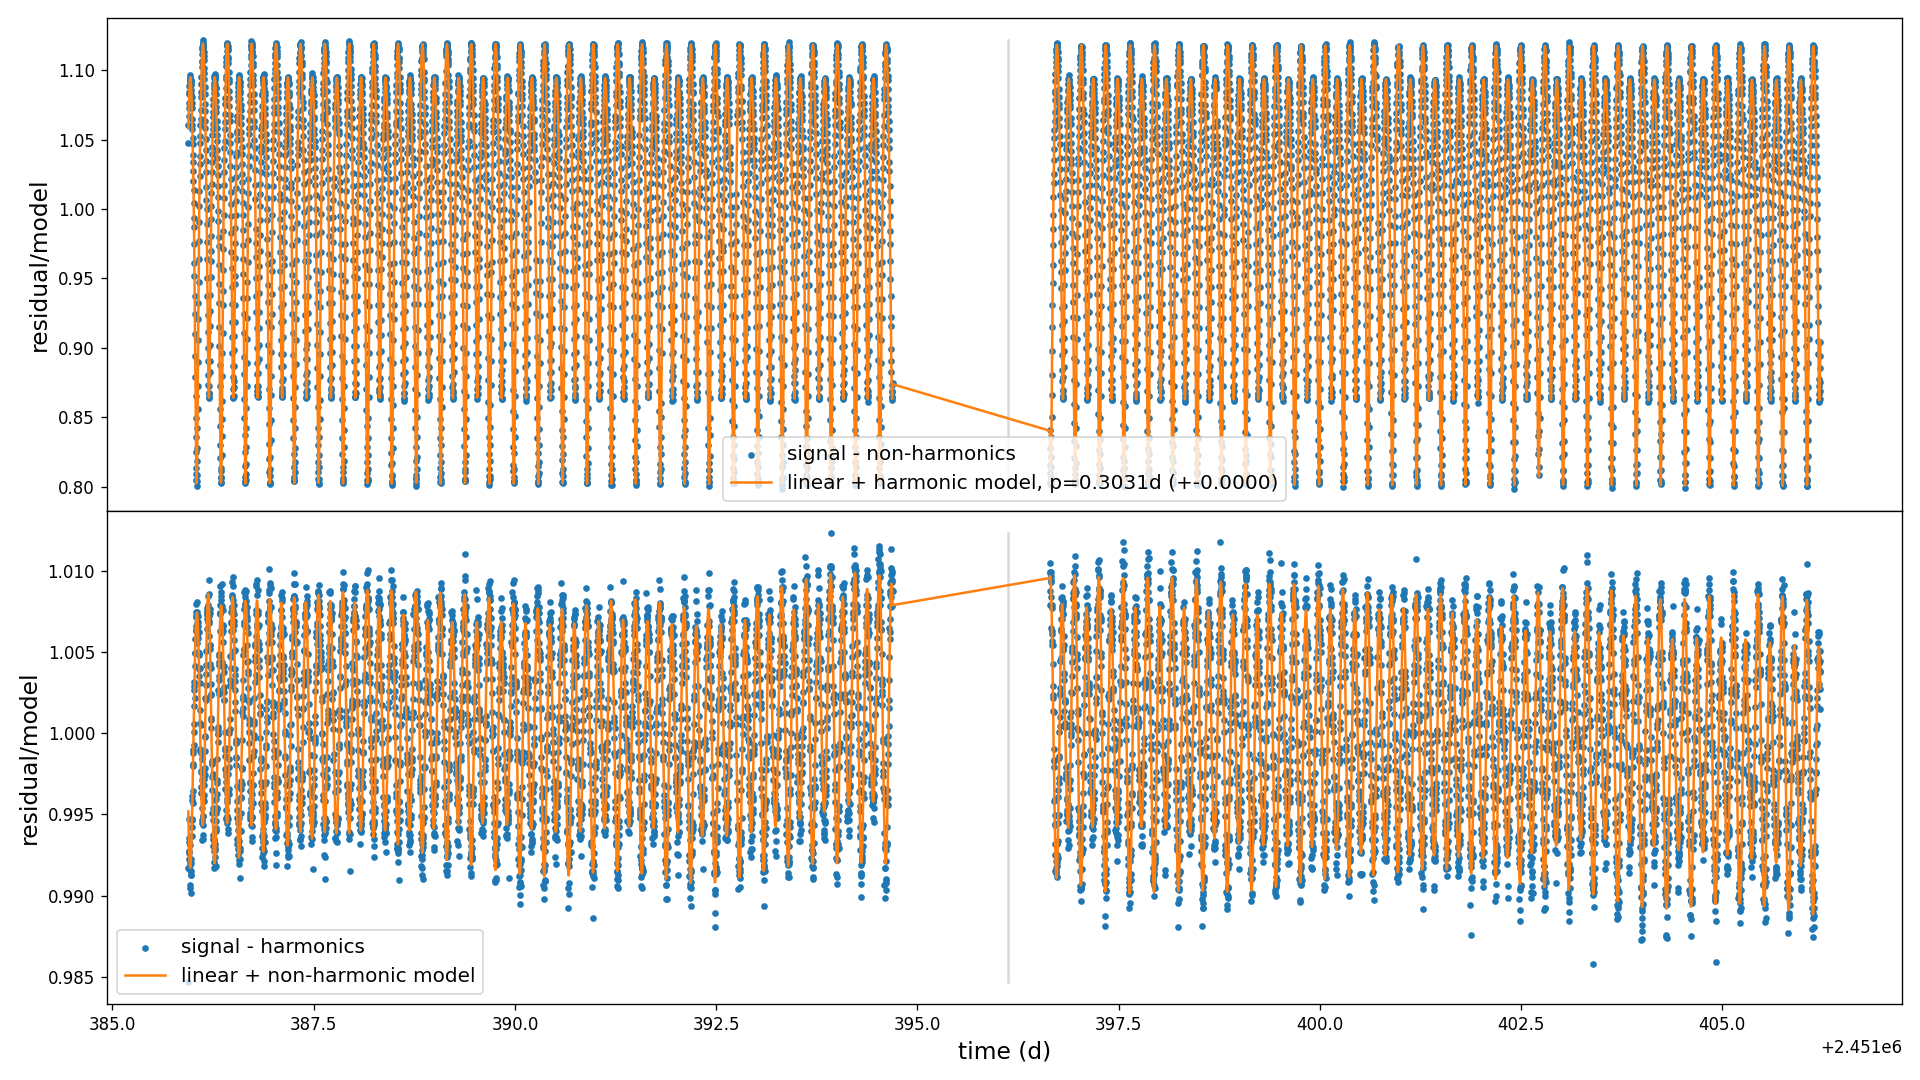 residual/model
1.10
1.05
1.00
0.95
0.90
0.85
0.80
signal - non-harmonics
linear + harmonic model, p=0.3031d (+-0.0000)
residual/model
1.010
1.005
1.000
0.995
0.990
0.985
signal - harmonics
linear + non-harmonic model
385.0 387.5 390.0 392.5 395.0 397.5 400.0 402.5 405.0
time (d)
+2.451e6